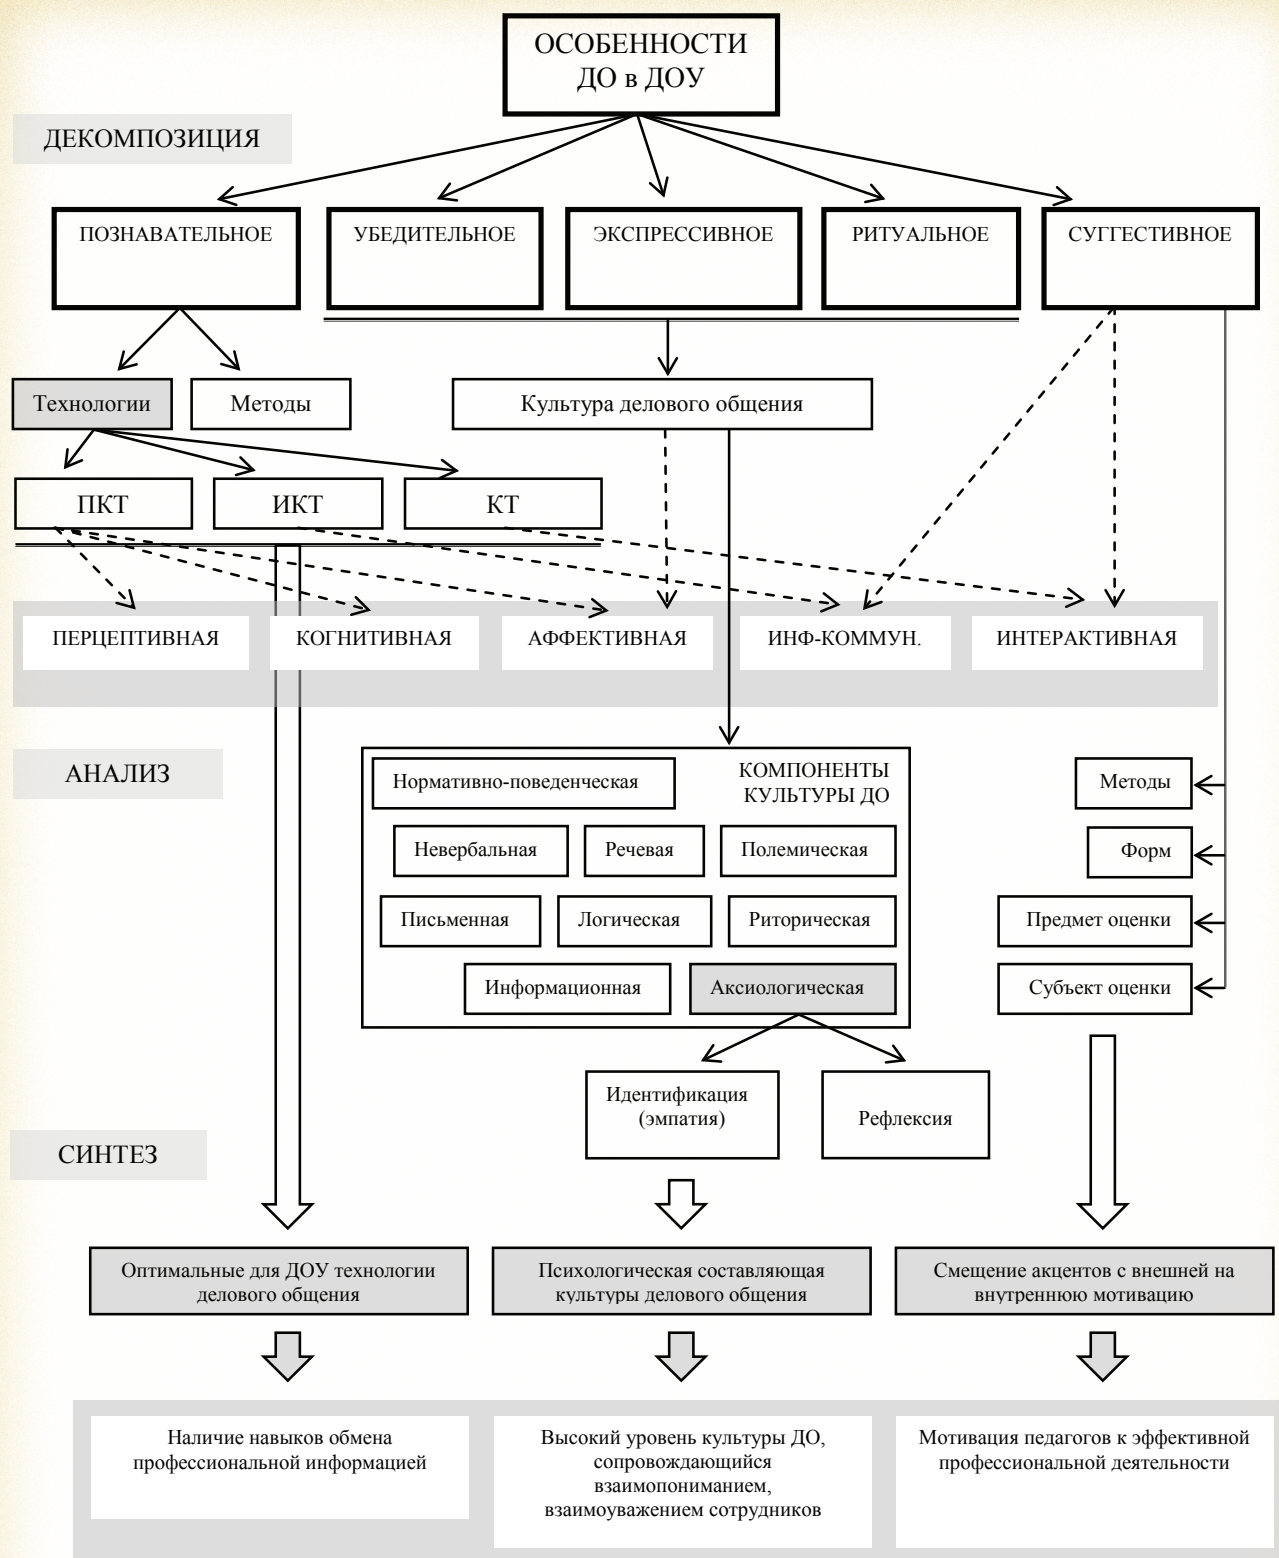 ОСОБЕННОСТИ
ДО в ДОУ
ДЕКОМПОЗИЦИЯ
ПОЗНАВАТЕЛЬНОЕ
УБЕДИТЕЛЬНОЕ
ЭКСПРЕССИВНОЕ
РИТУАЛЬНОЕ
СУГГЕСТИВНОЕ
Технологии
Методы
Культура делового общения
ПКТ
ИКТ
КТ
ПЕРЦЕПТИВНАЯ
КОГНИТИВНАЯ
АФФЕКТИВНАЯ
ИНФ-КОММУН.
ИНТЕРАКТИВНАЯ
АНАЛИЗ
КОМПОНЕНТЫ
КУЛЬТУРЫ ДО
Нормативно-поведенческая
Невербальная
Речевая
Полемическая
Письменная
Логическая
Риторическая
Информационная
Аксиологическая
Методы
Форм
Предмет оценки
Субъект оценки
Идентификация
(эмпатия)
Рефлексия
СИНТЕЗ
Оптимальные для ДОУ технологии
делового общения
Психологическая составляющая
культуры делового общения
Смещение акцентов с внешней на
внутреннюю мотивацию
Наличие навыков обмена
профессиональной информацией
Высокий уровень культуры ДО,
сопровождающийся
взаимопониманием,
взаимоуважением сотрудников
Мотивация педагогов к эффективной
профессиональной деятельности